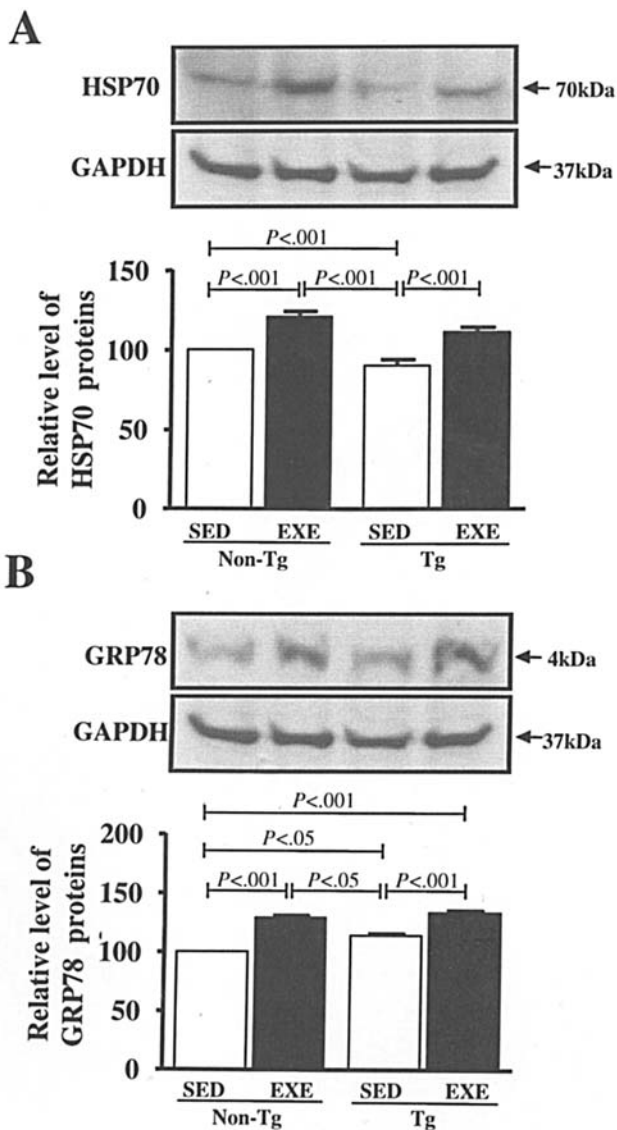 A
HSP70
70kDa
GAPDH
37kDa
P<.001
P<.001 P<.001 P<.001
Relative level of
HSP70 proteins
150
100
50
0
SED EXE SED EXE
Non-Tg Tg
B
GRP78
4kDa
GAPDH
37kDa
P<.001
P<.05
P<.001 P<.05 P<.001
Relative level of
GRP78 proteins
200
150
100
50
0
SED EXE SED EXE
Non-Tg Tg